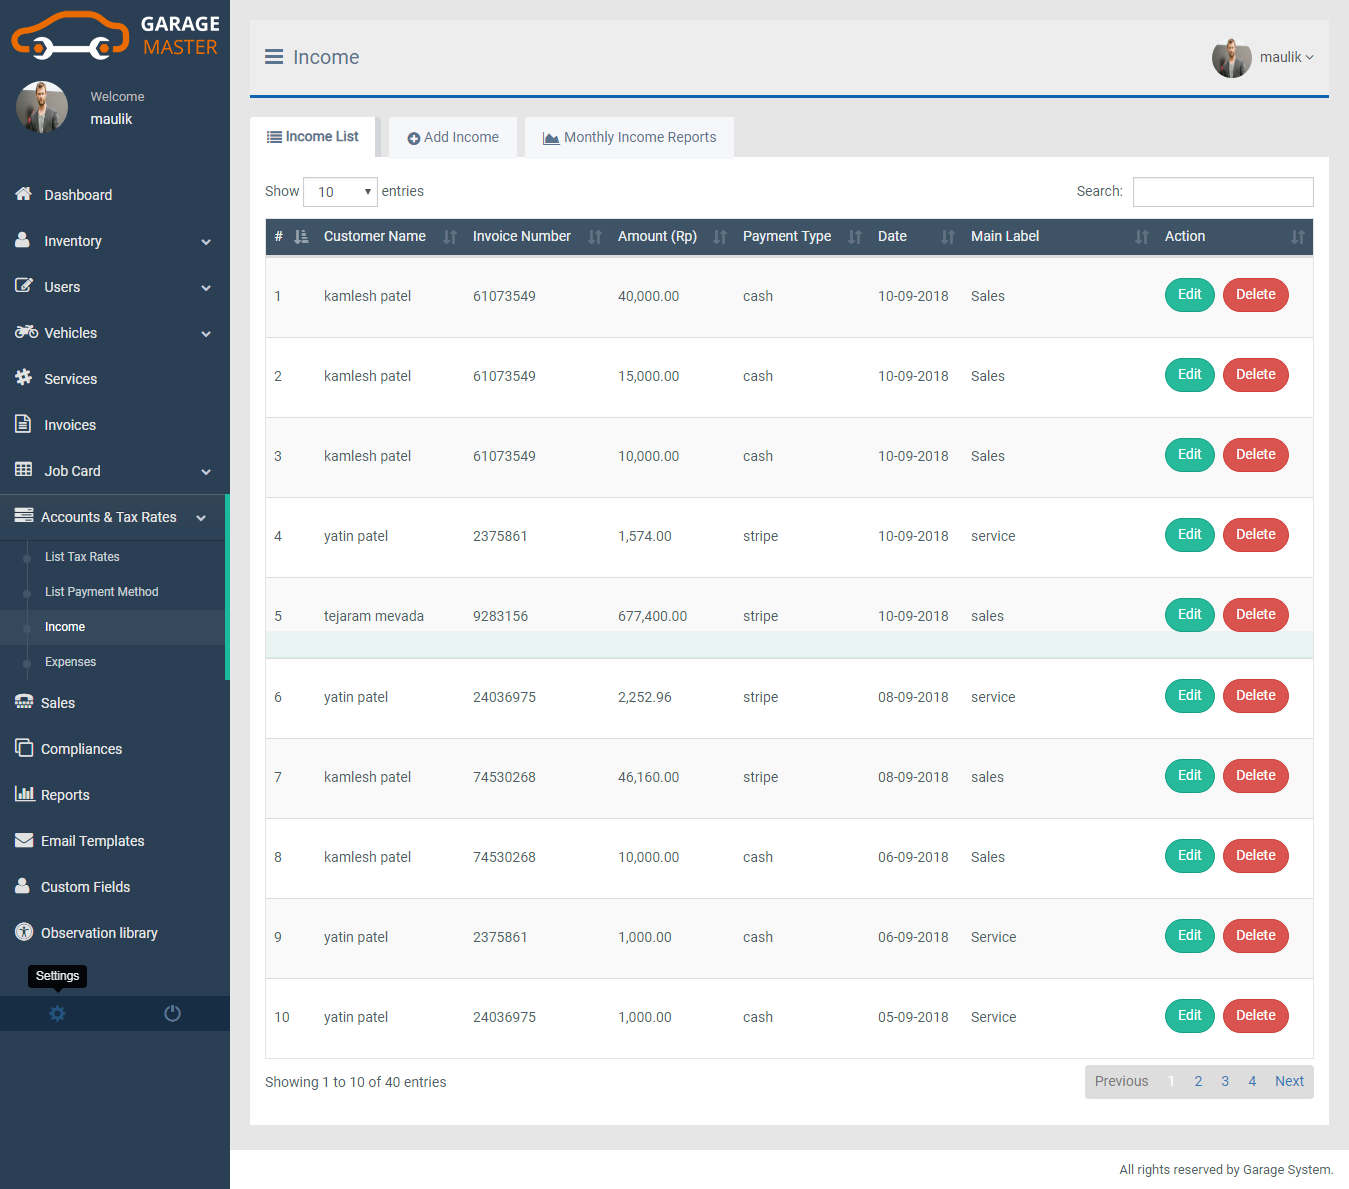 GARAGE
MASTER
Welcome
maulik
Dashboard
Inventory
Users
Vehicles
Services
Invoices
Job Card
Accounts & Tax Rates
List Tax Rates
List Payment Method
Income
Expenses
Sales
Compliances
Reports
Email Templates
Custom Fields
Observation library
Settings
Income
maulik
Income List Add Income Monthly Income Reports
Show 10 entries Search:
# Customer Name Invoice Number Amount (Rp) Payment Type Date Main Label Action
1 kamlesh patel 61073549 40,000.00 cash 10-09-2018 Sales Edit Delete
2 kamlesh patel 61073549 15,000.00 cash 10-09-2018 Sales Edit Delete
3 kamlesh patel 61073549 10,000.00 cash 10-09-2018 Sales Edit Delete
4 yatin patel 2375861 1,574.00 stripe 10-09-2018 service Edit Delete
5 tejaram mevada 9283156 677,400.00 stripe 10-09-2018 sales Edit Delete
6 yatin patel 24036975 2,252.96 stripe 08-09-2018 service Edit Delete
7 kamlesh patel 74530268 46,160.00 stripe 08-09-2018 sales Edit Delete
8 kamlesh patel 74530268 10,000.00 cash 06-09-2018 Sales Edit Delete
9 yatin patel 2375861 1,000.00 cash 06-09-2018 Service Edit Delete
10 yatin patel 24036975 1,000.00 cash 05-09-2018 Service Edit Delete
Showing 1 to 10 of 40 entries Previous 1 2 3 4 Next
All rights reserved by Garage System.